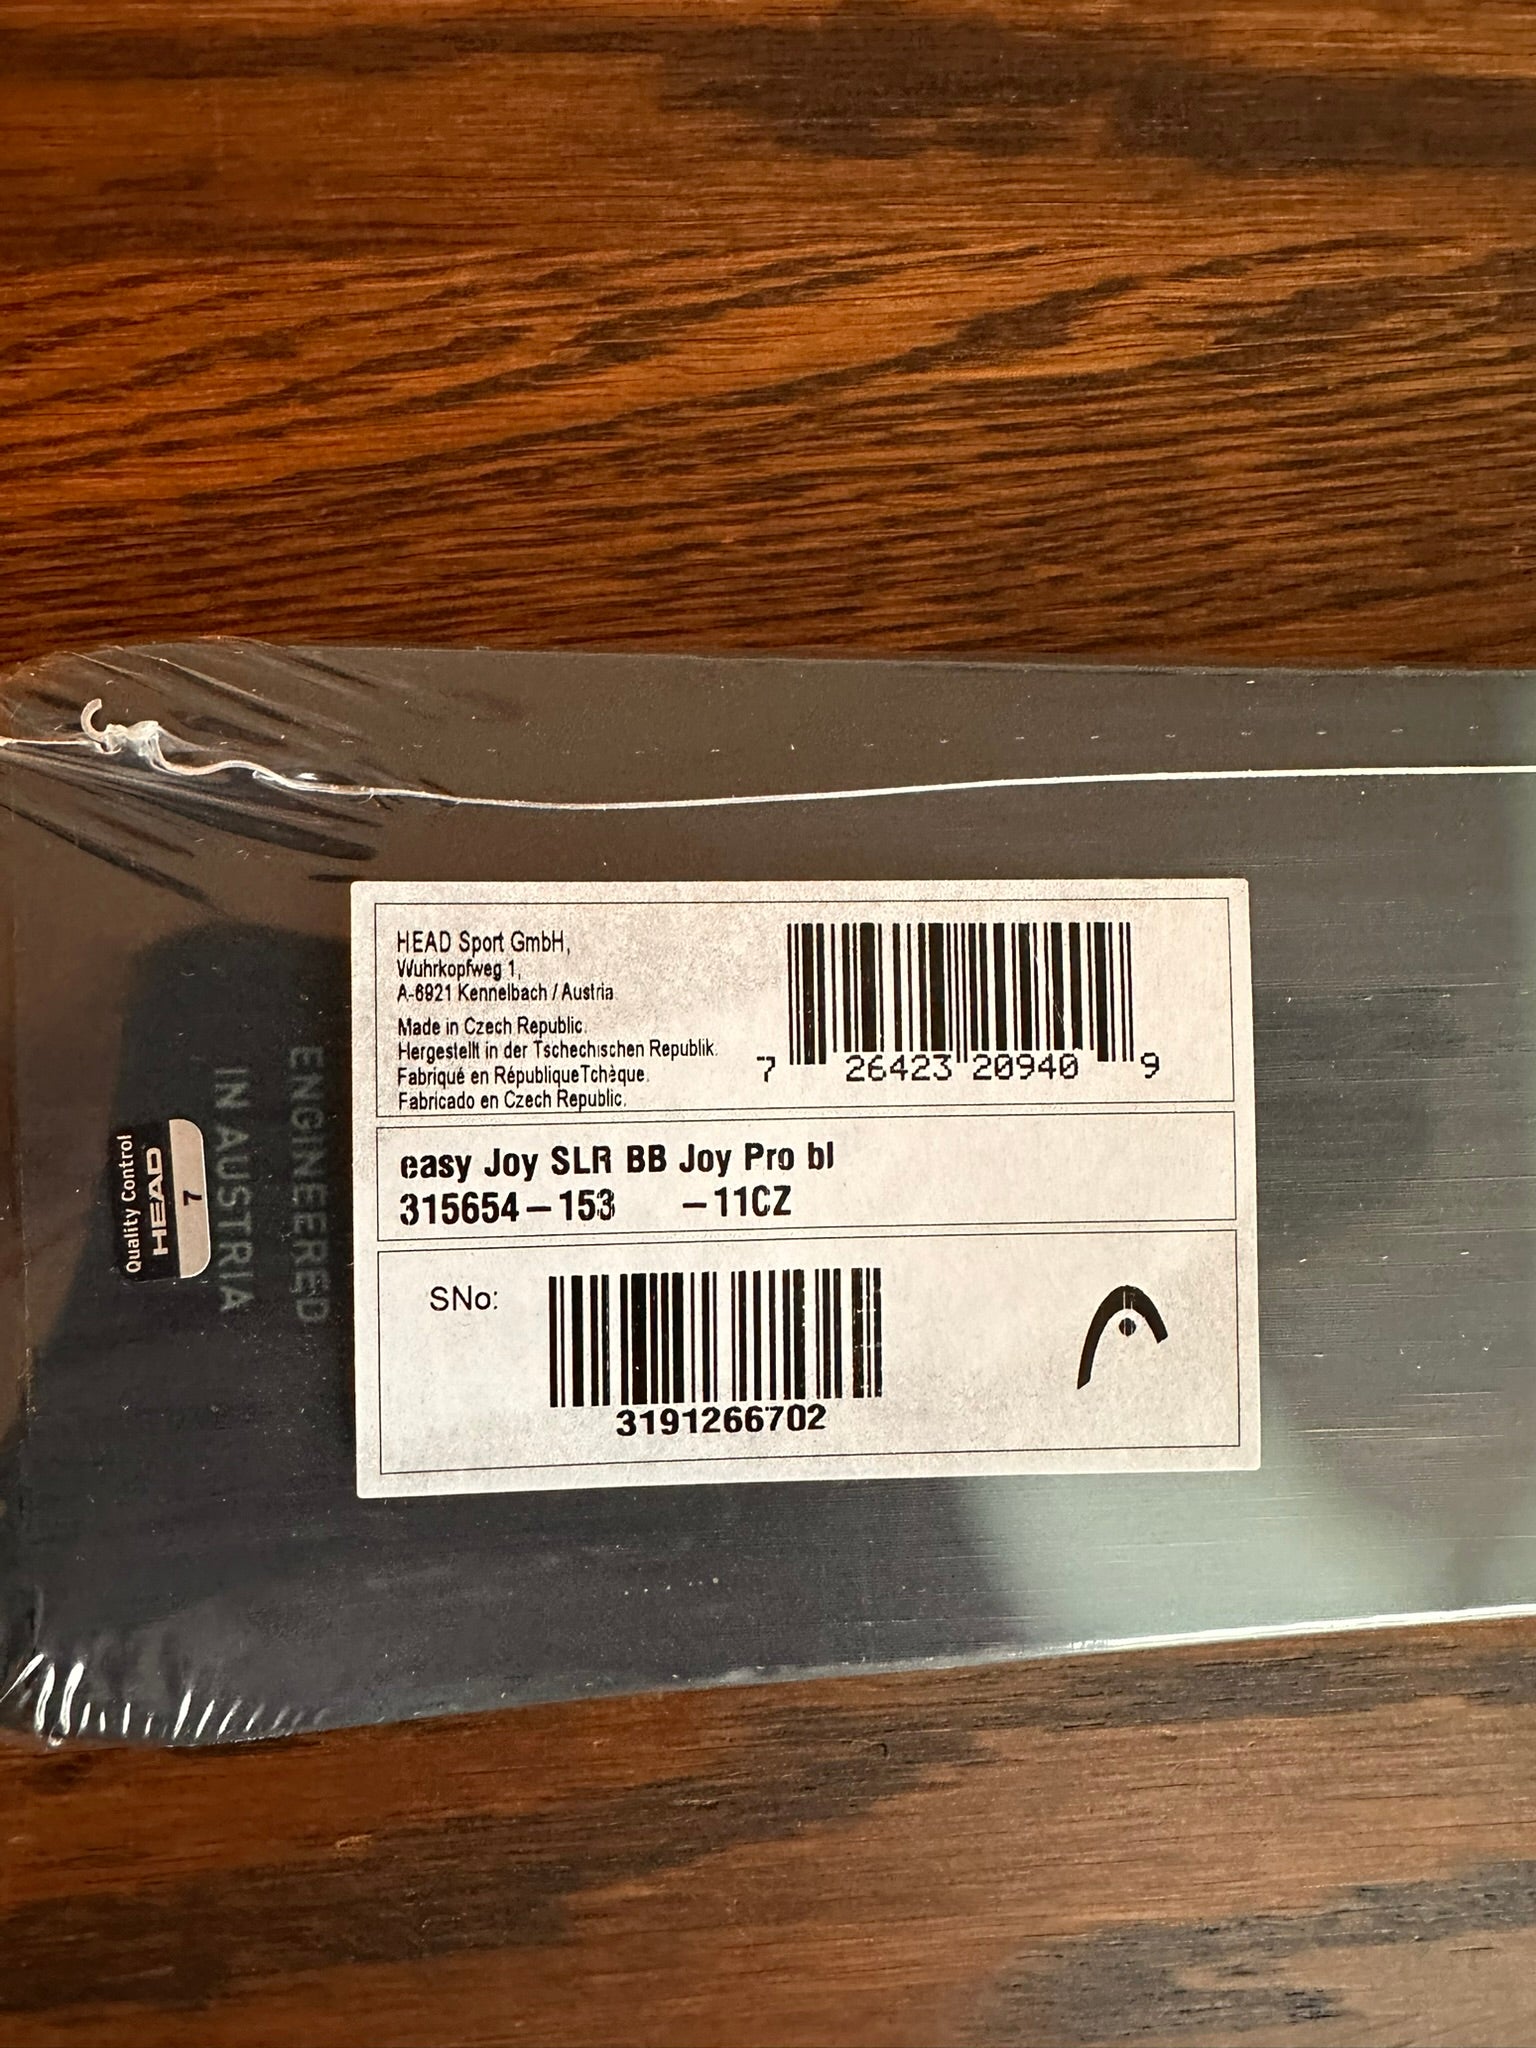 HEAD Sport GmbH,
Wuhrkopfweg 1,
A-6921 Kennelbach / Austria
Made in Czech Republic.
Hergestellt in der Tschechischen Republik.
Fabriqué en République Tchèque.
Fabricado en Czech Republic.
7 26423 20940 9
easy Joy SLR BB Joy Pro bl
315654-153 -11CZ
SNo:
3191266702
Quality Control
HEAD
7
ENGINEERED
IN AUSTRIA